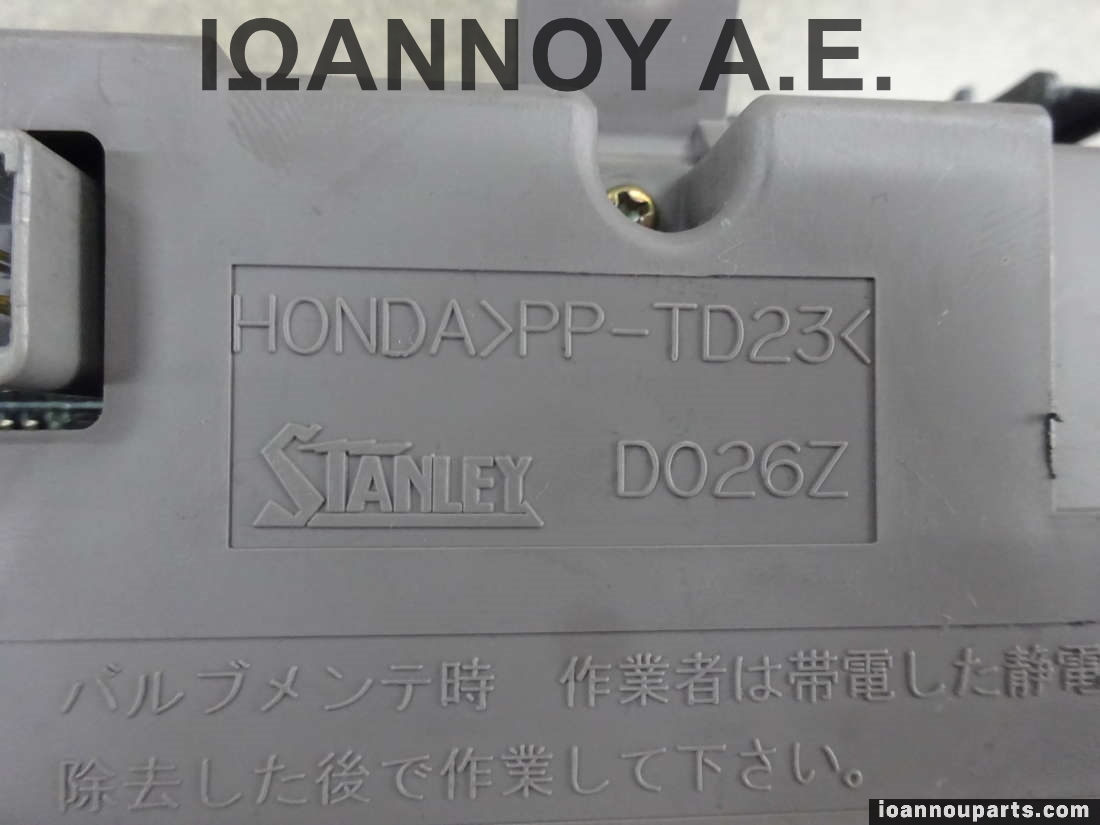 ΙΩΑΝΝΟΥ Α.Ε.
HONDA>PP-TD23<
STANLEY D026Z
バルブメンテ時 作業者は帯電した静電
除去した後で作業して下さい。
ioannouparts.com